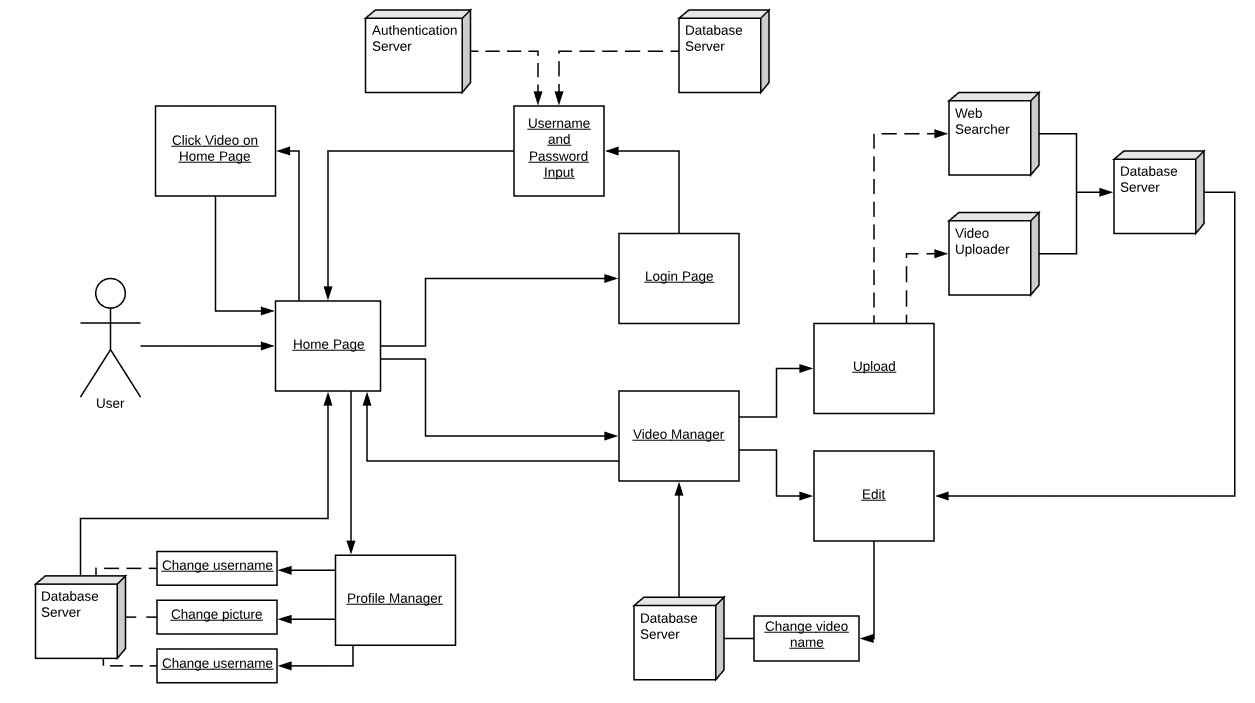 Authentication
Server
Database
Server
Click Video on
Home Page
Username
and
Password
Input
Web
Searcher
Database
Server
Video
Uploader
Login Page
Home Page
User
Upload
Video Manager
Edit
Database
Server
Change username
Change picture
Change username
Profile Manager
Database
Server
Change video
name